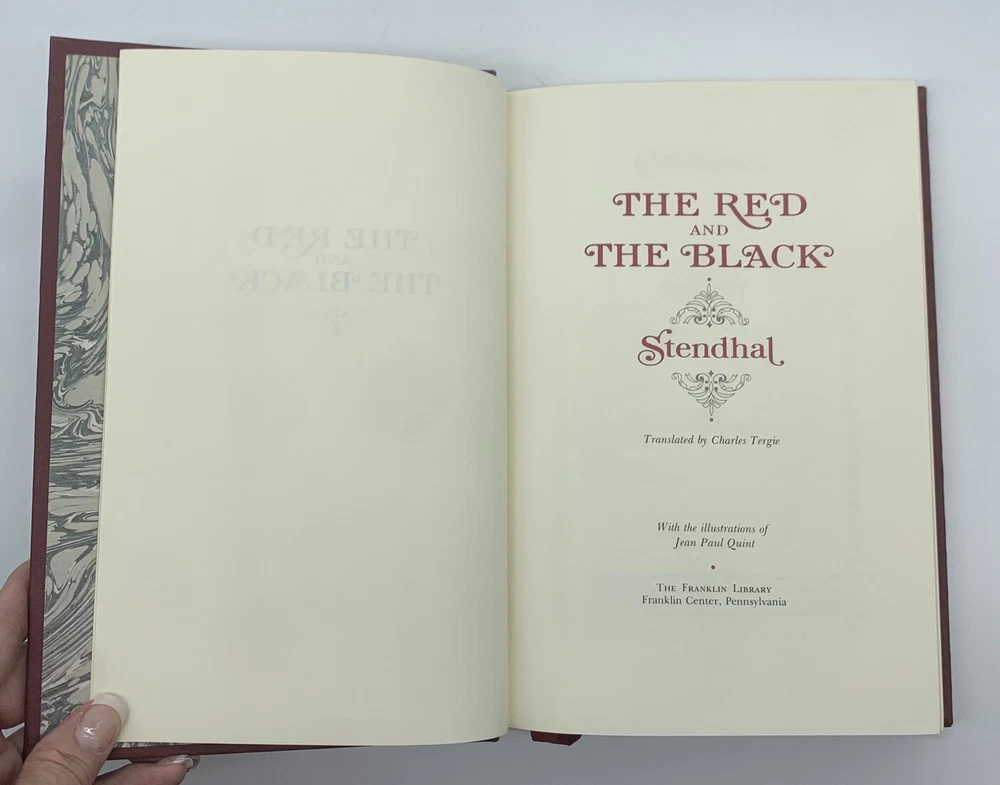 THE RED
AND
THE BLACK
Stendhal
Translated by Charles Tergie
With the illustrations of
Jean Paul Quint
THE FRANKLIN LIBRARY
Franklin Center, Pennsylvania